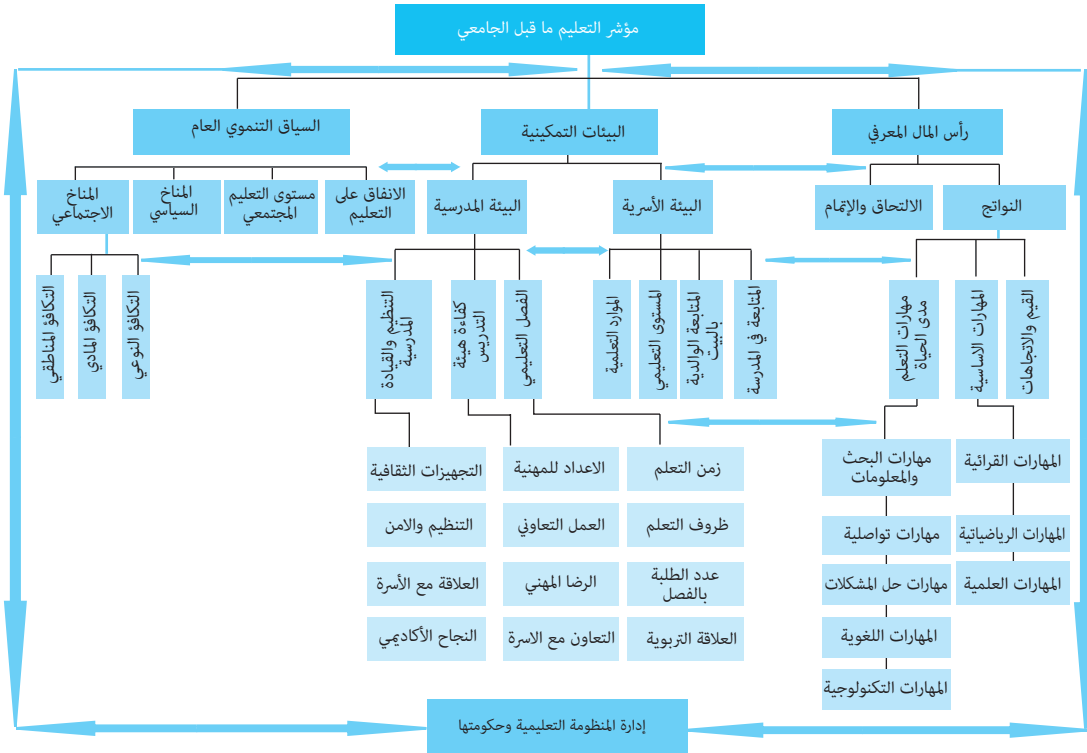 مؤشر التعليم ما قبل الجامعي
رأس المال المعرفي
البيئات التمكينية
السياق التنموي العام
النواتج
الالتحاق والإتمام
البيئة الأسرية
البيئة المدرسية
الانفاق على
التعليم
مستوى التعليم
المجتمعي
المناخ
السياسي
المناخ
الاجتماعي
القيم والاتجاهات
المهارات الاساسية
مهارات التعلم
مدى الحياة
المتابعة في المدرسة
المتابعة الوالدية
بالبيت
المستوى التعليمي
الموارد التعلمية
الفصل التعليمي
كفاءة هيئة
التدريس
التنظيم والقيادة
المدرسية
التكافؤ النوعي
التكافؤ المادي
التكافؤ المناطقي
المهارات القرائية
المهارات الرياضياتية
المهارات العلمية
مهارات البحث
والمعلومات
مهارات تواصلية
مهارات حل المشكلات
المهارات اللغوية
المهارات التكنولوجية
زمن التعلم
ظروف التعلم
عدد الطلبة
بالفصل
العلاقة التربوية
الاعداد للمهنية
العمل التعاوني
الرضا المهني
التعاون مع الاسرة
التجهيزات الثقافية
التنظيم والامن
العلاقة مع الأسرة
النجاح الأكاديمي
إدارة المنظومة التعليمية وحكومتها